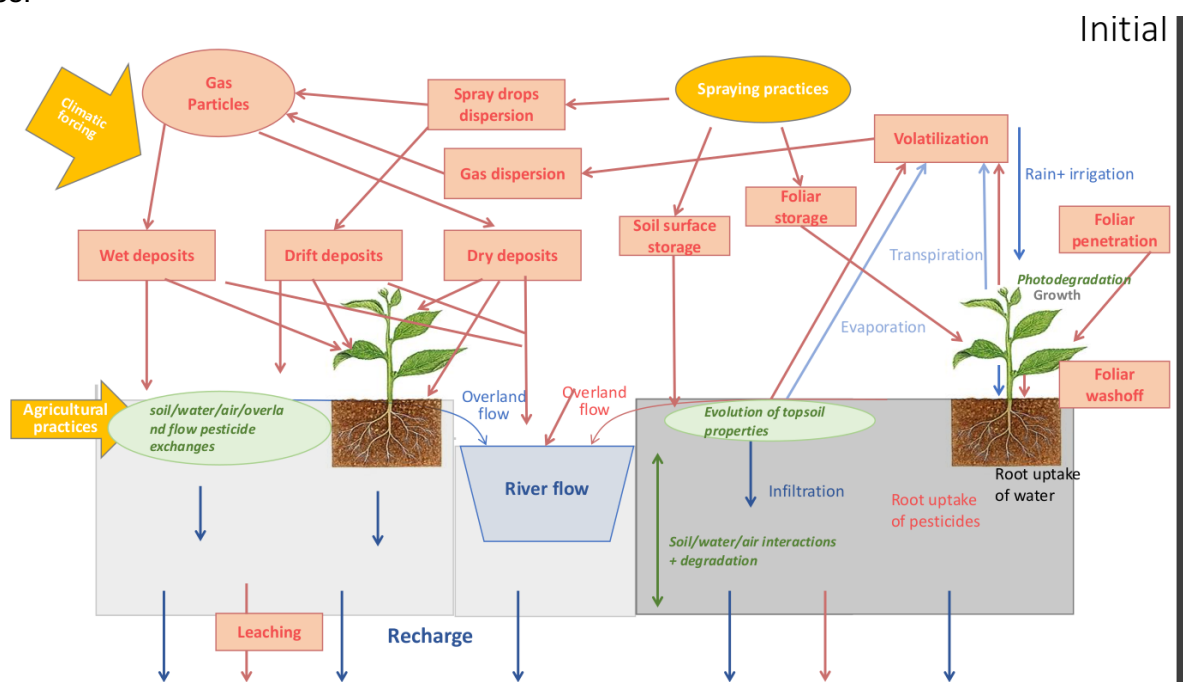 Initial
Climatic
forcing
Gas
Particles
Spray drops
dispersion
Spraying practices
Gas dispersion
Volatilization
Rain+ irrigation
Foliar
storage
Soil surface
storage
Foliar
penetration
Wet deposits
Drift deposits
Dry deposits
Transpiration
Photodegradation
Growth
Evaporation
Foliar
washoff
Overland
flow
Overland
flow
Agricultural
practices
soil/water/air/overla
nd flow pesticide
exchanges
Evolution of topsoil
properties
River flow
Infiltration
Root uptake
of water
Root uptake
of pesticides
Soil/water/air interactions
+ degradation
Leaching
Recharge